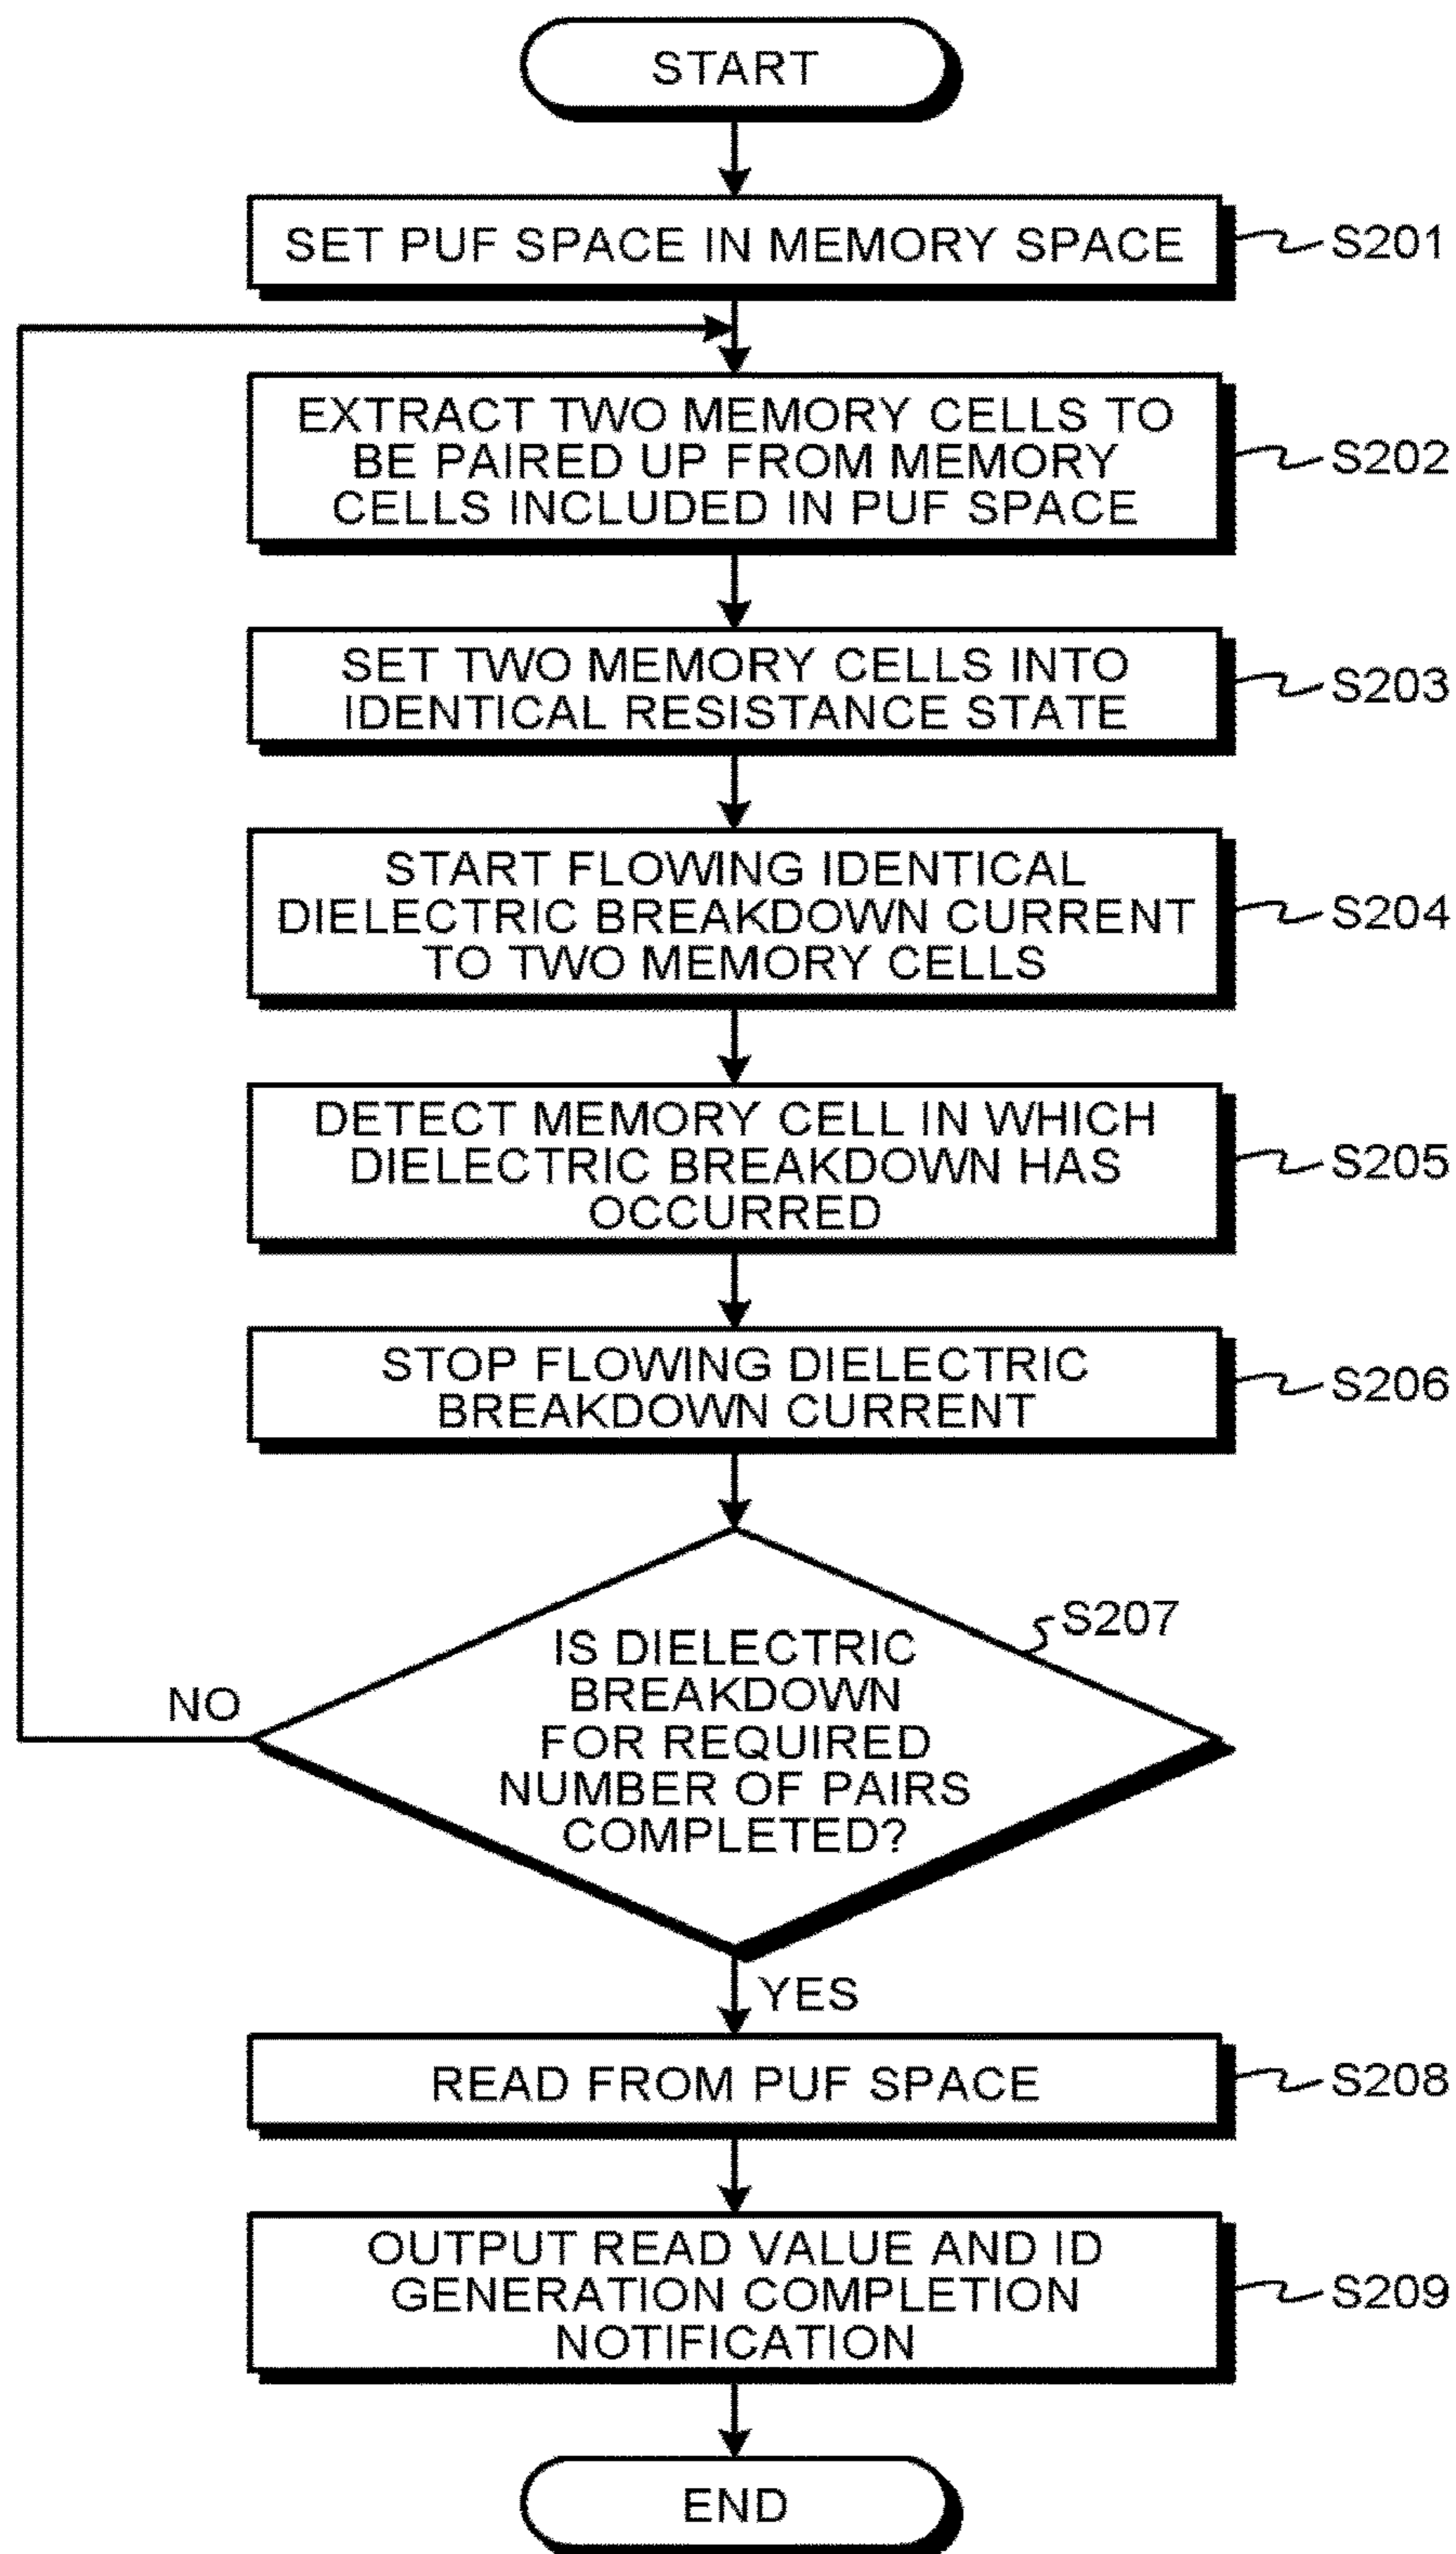 START
SET PUF SPACE IN MEMORY SPACE
S201
EXTRACT TWO MEMORY CELLS TO
BE PAIRED UP FROM MEMORY
CELLS INCLUDED IN PUF SPACE
S202
SET TWO MEMORY CELLS INTO
IDENTICAL RESISTANCE STATE
S203
START FLOWING IDENTICAL
DIELECTRIC BREAKDOWN CURRENT
TO TWO MEMORY CELLS
S204
DETECT MEMORY CELL IN WHICH
DIELECTRIC BREAKDOWN HAS
OCCURRED
S205
STOP FLOWING DIELECTRIC
BREAKDOWN CURRENT
S206
S207
IS DIELECTRIC
BREAKDOWN
FOR REQUIRED
NUMBER OF PAIRS
COMPLETED?
NO
YES
READ FROM PUF SPACE
S208
OUTPUT READ VALUE AND ID
GENERATION COMPLETION
NOTIFICATION
S209
END